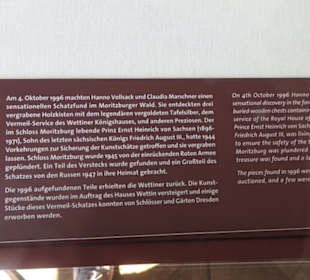 Am 4. Oktober 1996 machten Hanno Vollsack und Claudia Marschner einen
sensationellen Schatzfund im Moritzburger Wald. Sie entdeckten drei
vergrabene Holzkisten mit dem legendären vergoldeten Tafelsilber, dem
Vermeil-Service des Wettiner Königshauses, und anderen Preziosen. Der
im Schloss Moritzburg lebende Prinz Ernst Heinrich von Sachsen (1896-
1971), Sohn des letzten sächsischen Königs Friedrich August III., hatte 1944
Vorkehrungen zur Sicherung der Kunstschätze getroffen und sie vergraben
lassen. Schloss Moritzburg wurde 1945 von der einrückenden Roten Armee
geplündert. Ein Teil des Verstecks wurde gefunden und ein Großteil des
Schatzes von den Russen 1947 in ihre Heimat gebracht.
Die 1996 aufgefundenen Teile erhielten die Wettiner zurück. Die Kunst-
gegenstände wurden im Auftrag des Hauses Wettin versteigert und einige
Stücke dieses Vermeil-Schatzes konnten von Schlösser und Gärten Dresden
erworben werden.
On 4th October 1996 Hanno
sensational discovery in the fore
buried wooden chests contain
service of the Royal House of
Prince Ernst Heinrich von Sach
Friedrich August III, was living
to ensure the safety of the t
Moritzburg was plundered
treasure was found and a la
The pieces found in 1996 we
auctioned, and a few were